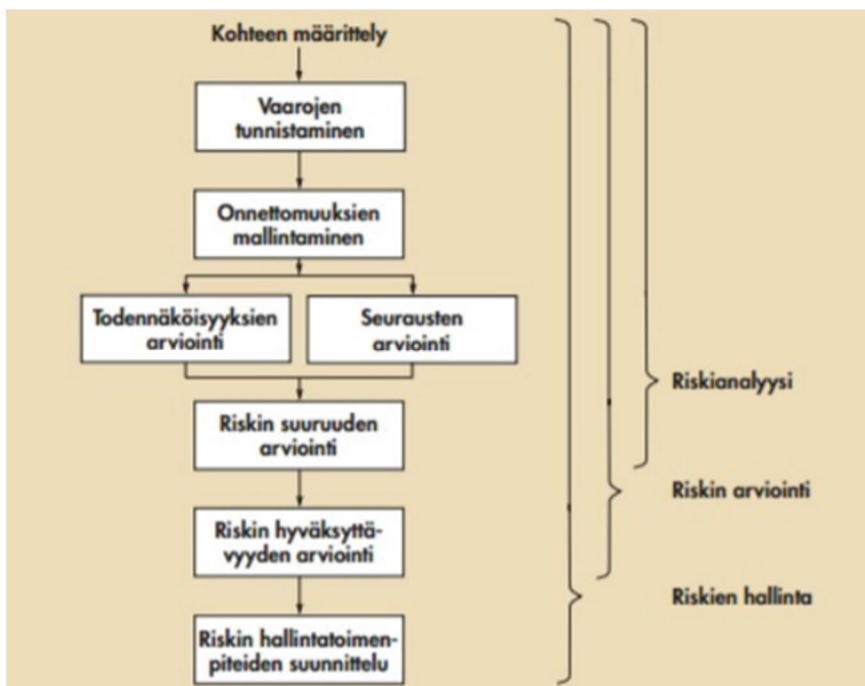 Kohteen määrittely
Vaarojen
tunnistaminen
Onnettomuuksien
mallintaminen
Todennäköisyyksien
arviointi
Seurausten
arviointi
Riskin suuruuden
arviointi
Riskin hyväksyttä-
vyyden arviointi
Riskin hallintatoimen-
piteiden suunnittelu
Riskianalyysi
Riskin arviointi
Riskien hallinta